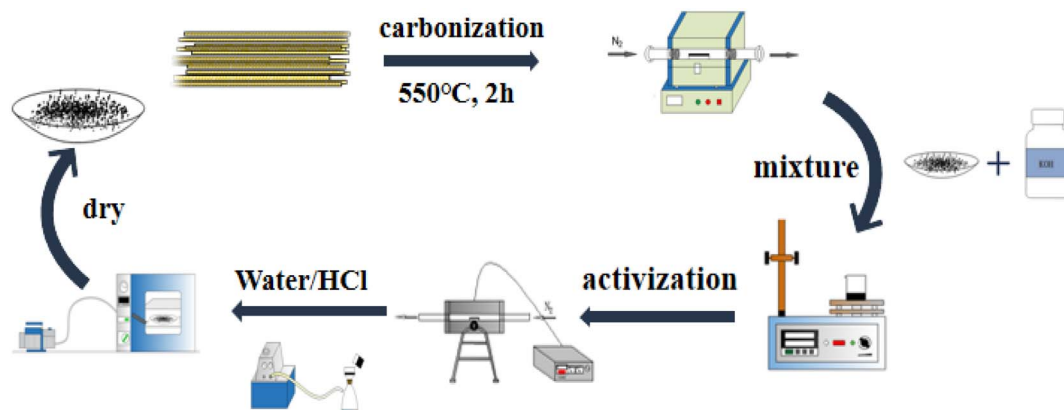 carbonization
550°C, 2h
N₂
mixture
KOH
dry
Water/HCl
activization
N₂